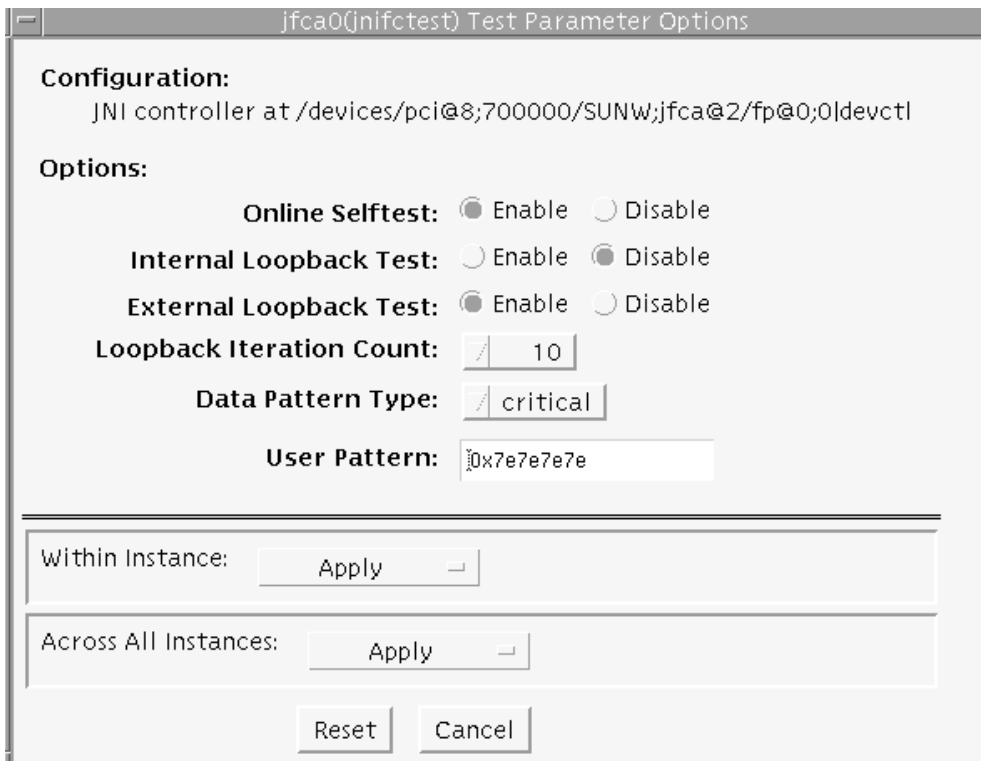 jfca0(jnifctest) Test Parameter Options
Configuration:
JNI controller at /devices/pci@8;700000/SUNW;jfca@2/fp@0;0|devctl
Options:
Online Selftest: Enable Disable
Internal Loopback Test: Enable Disable
External Loopback Test: Enable Disable
Loopback Iteration Count: 10
Data Pattern Type: critical
User Pattern: 0x7e7e7e7e
Within Instance: Apply
Across All Instances: Apply
Reset Cancel